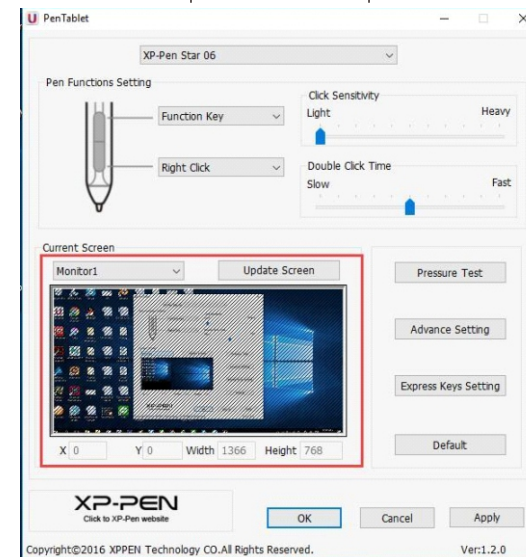 PenTablet
XP-Pen Star 06
Pen Functions Setting
Function Key
Right Click
Click Sensitivity
Light Heavy
Double Click Time
Slow Fast
Current Screen
Monitor1 Update Screen
X 0 Y 0 Width 1366 Height 768
Pressure Test
Advance Setting
Express Keys Setting
Default
XP-PEN
Click to XP-Pen website
OK Cancel Apply
Copyright©2016 XPPEN Technology CO.All Rights Reserved. Ver:1.2.0